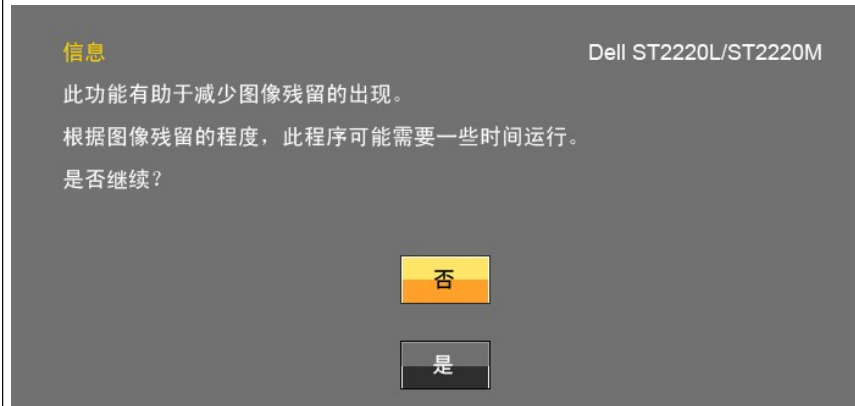 信息
Dell ST2220L/ST2220M
此功能有助于减少图像残留的出现。
根据图像残留的程度，此程序可能需要一些时间运行。
是否继续？
否
是